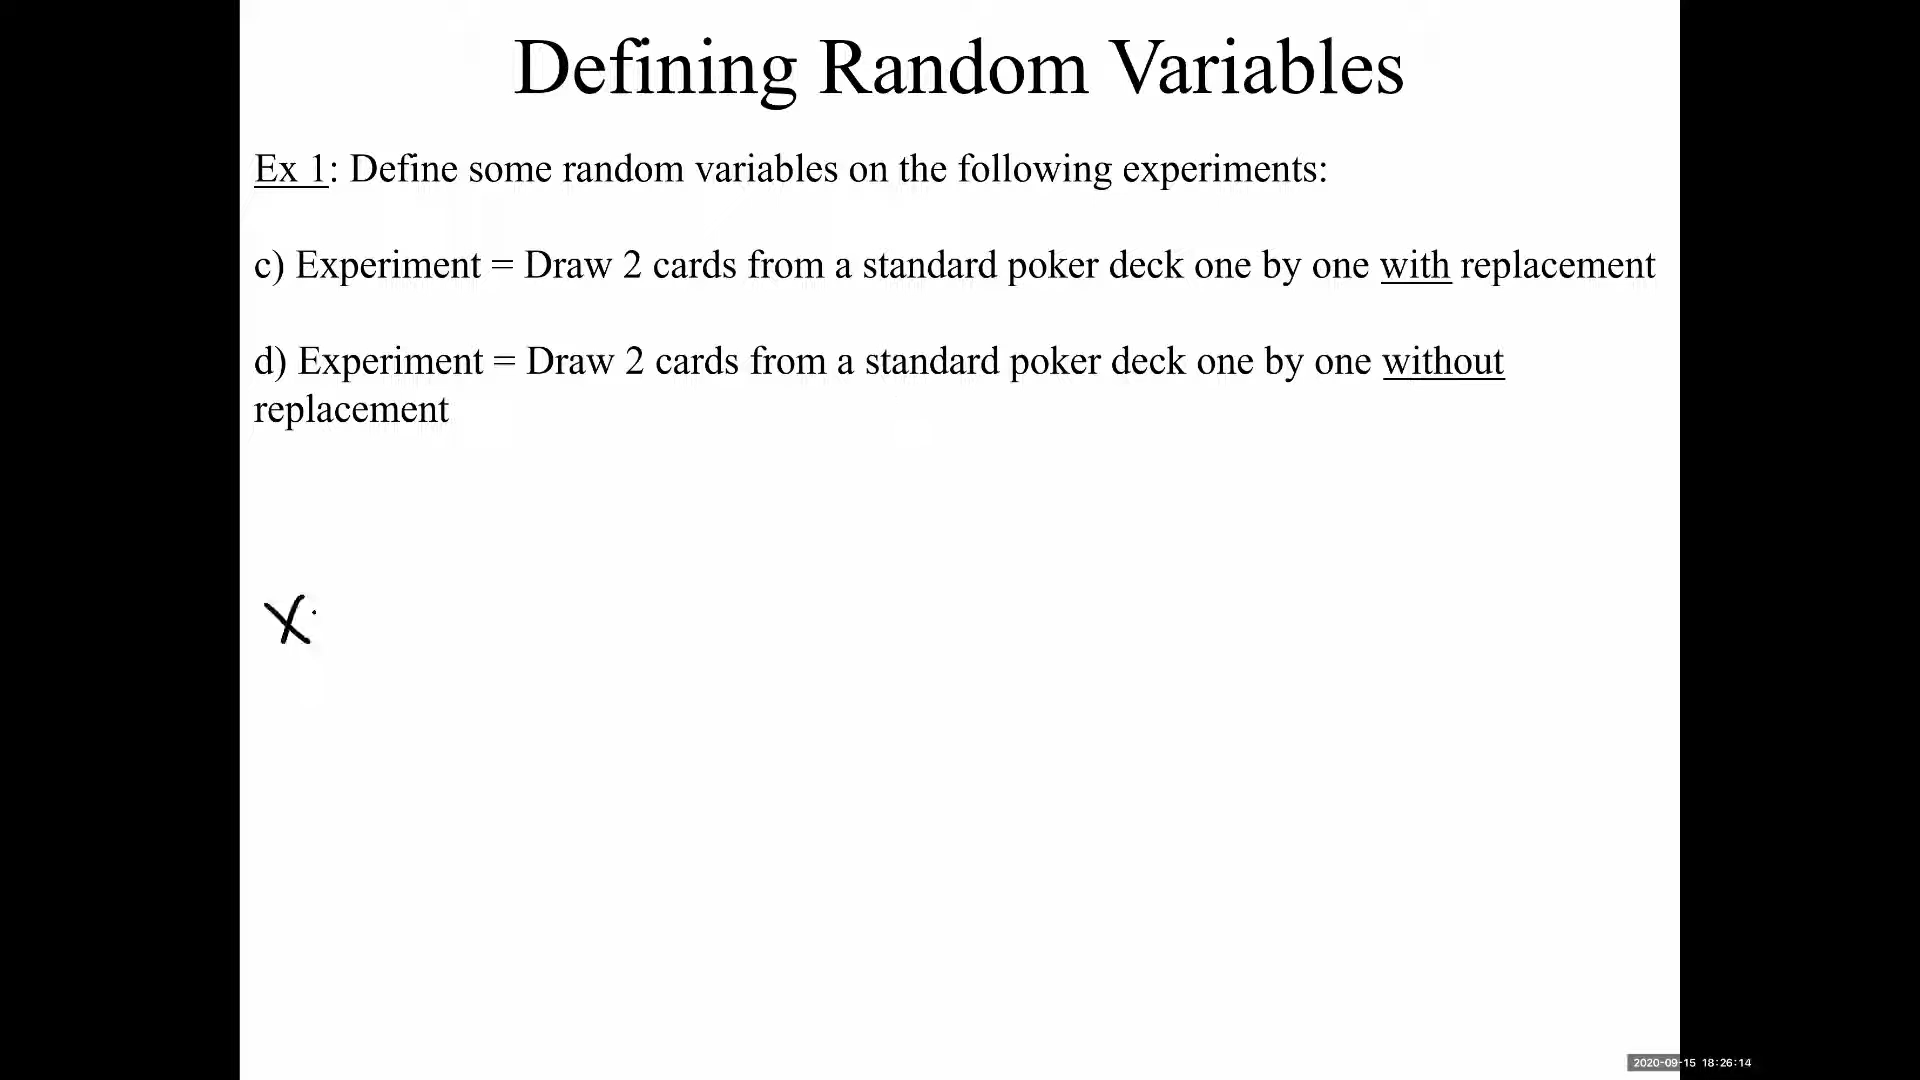 Defining Random Variables
Ex 1: Define some random variables on the following experiments:
c) Experiment = Draw 2 cards from a standard poker deck one by one with replacement
d) Experiment = Draw 2 cards from a standard poker deck one by one without
replacement
X
2020-09-15 18:26:14